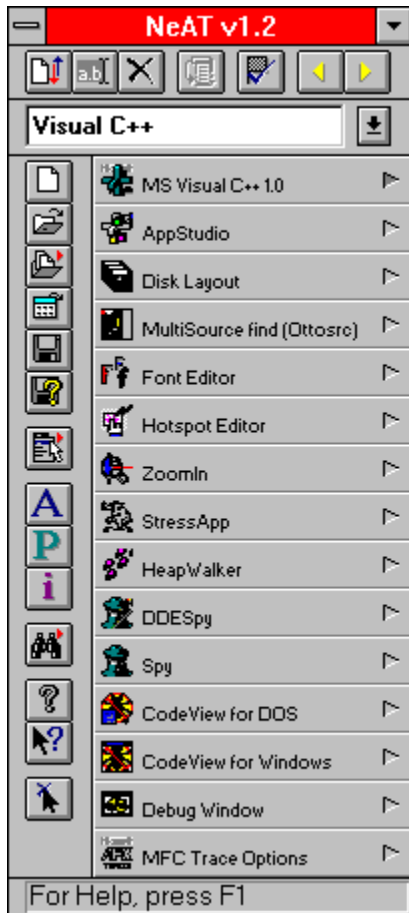 NeAT v1.2
a.b
Visual C++
MS Visual C++ 1.0
AppStudio
Disk Layout
MultiSource find (Ottosrc)
Font Editor
Hotspot Editor
ZoomIn
StressApp
HeapWalker
DDESpy
Spy
CodeView for DOS
CodeView for Windows
Debug Window
MFC Trace Options
A
P
i
?
?
For Help, press F1